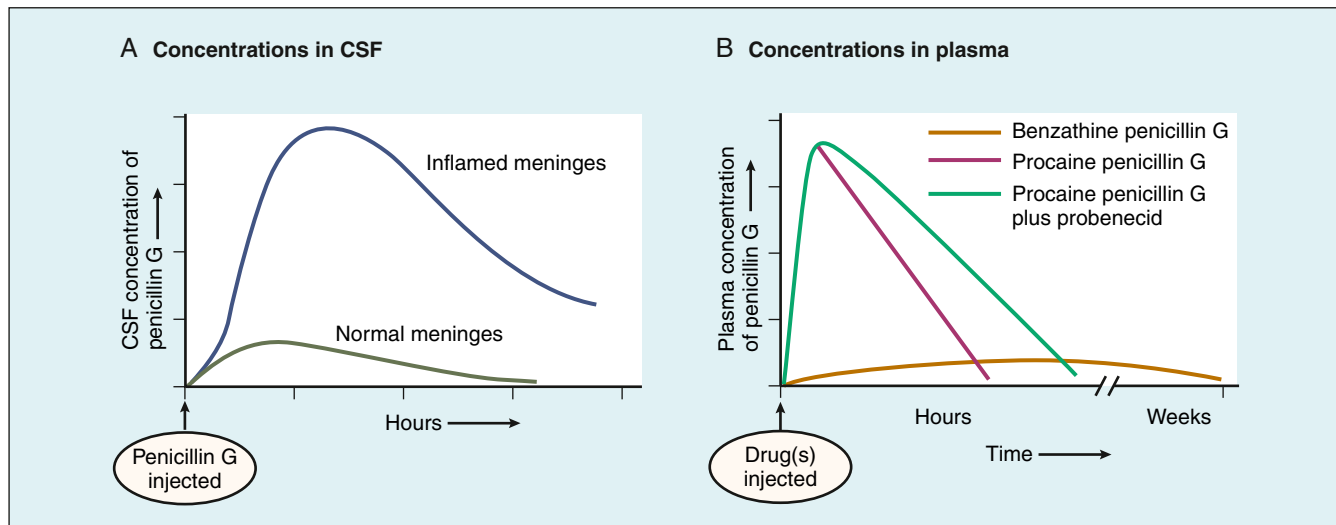 A Concentrations in CSF
CSF concentration of
penicillin G
Inflamed meninges
Normal meninges
Hours
Penicillin G
injected
B Concentrations in plasma
Plasma concentration
of penicillin G
Benzathine penicillin G
Procaine penicillin G
Procaine penicillin G
plus probenecid
Hours
Weeks
Time
Drug(s)
injected